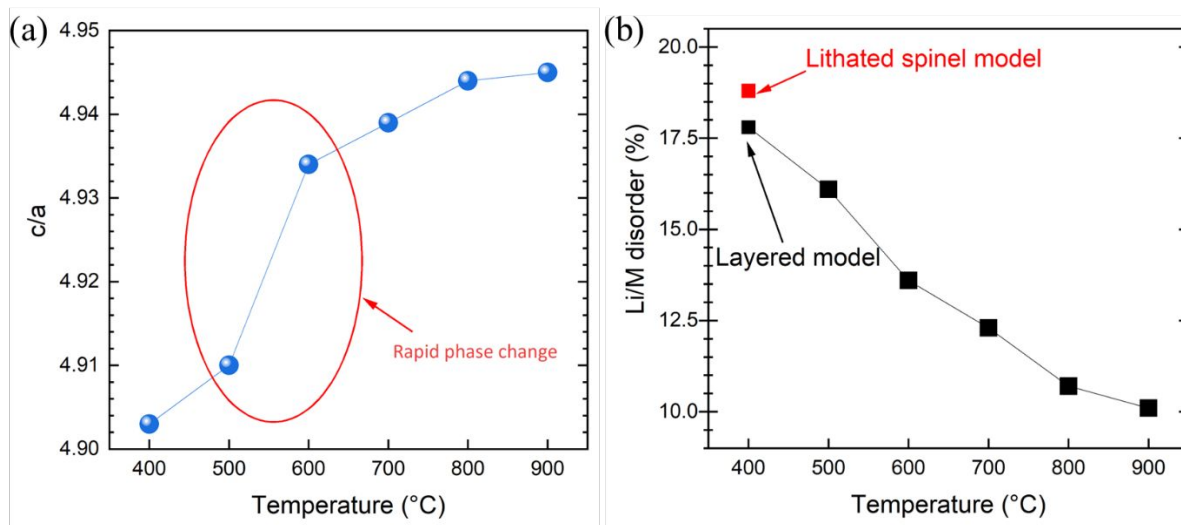 (a)
4.95
4.94
4.93
4.92
4.91
4.90
c/a
Rapid phase change
400 500 600 700 800 900
Temperature (°C)
(b)
20.0
17.5
15.0
12.5
10.0
Li/M disorder (%)
Lithated spinel model
Layered model
400 500 600 700 800 900
Temperature (°C)